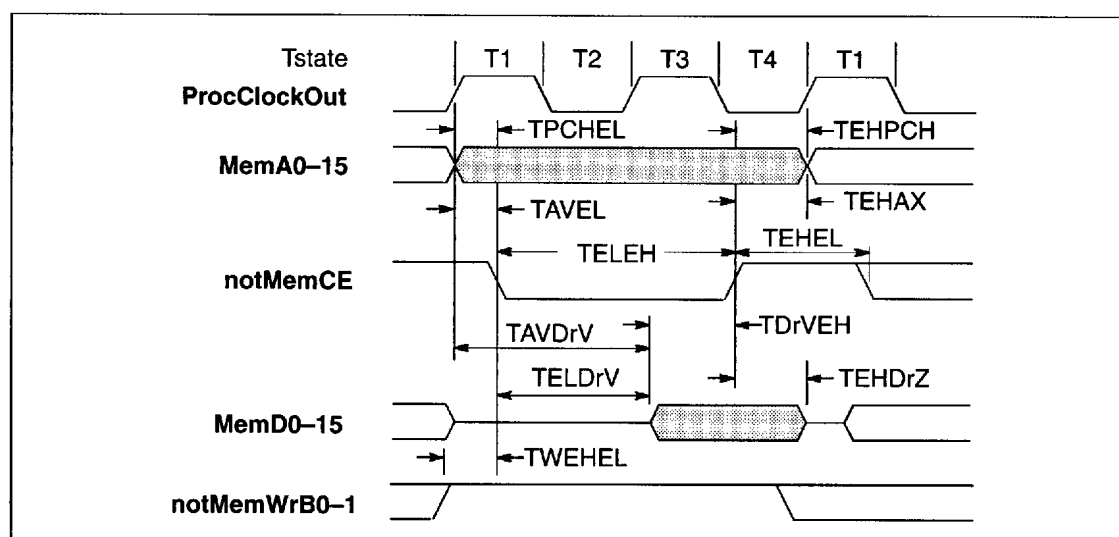 Tstate T1 T2 T3 T4 T1
ProcClockOut
TPCHEL TEHPCH
MemA0–15
TAVEL TEHAX
TELEH TEHEL
notMemCE
TAVDrV TDrVEH
TELDrV TEHDrZ
MemD0–15
TWEHEL
notMemWrB0–1